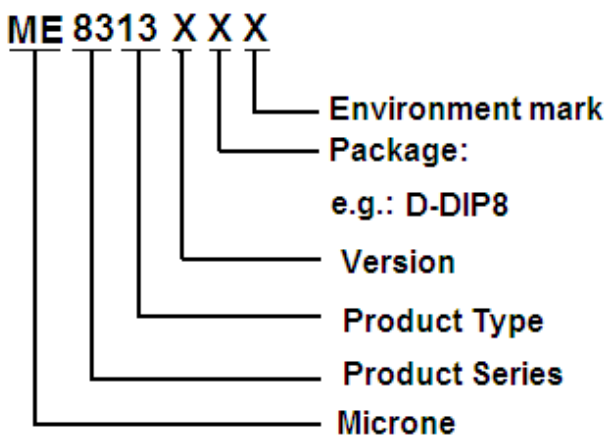 ME 8313 X X X
Environment mark
Package:
e.g.: D-DIP8
Version
Product Type
Product Series
Microne